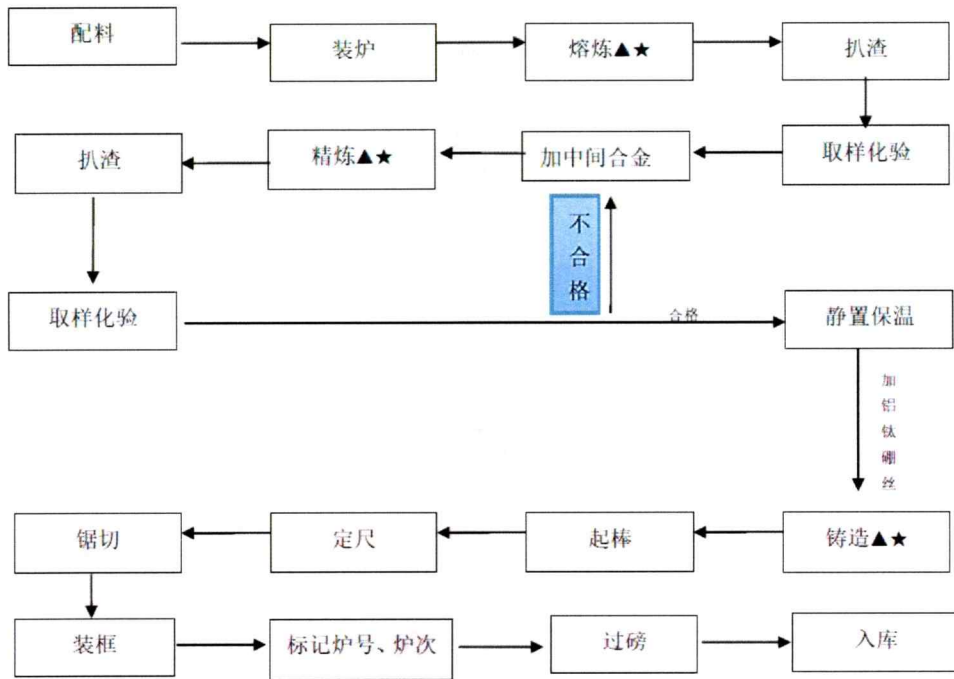 配料
装炉
熔炼▲★
扒渣
取样化验
加中间合金
精炼▲★
扒渣
不合格
取样化验
合格
静置保温
加铝钛硼丝
铸造▲★
起棒
定尺
锯切
装框
标记炉号、炉次
过磅
入库